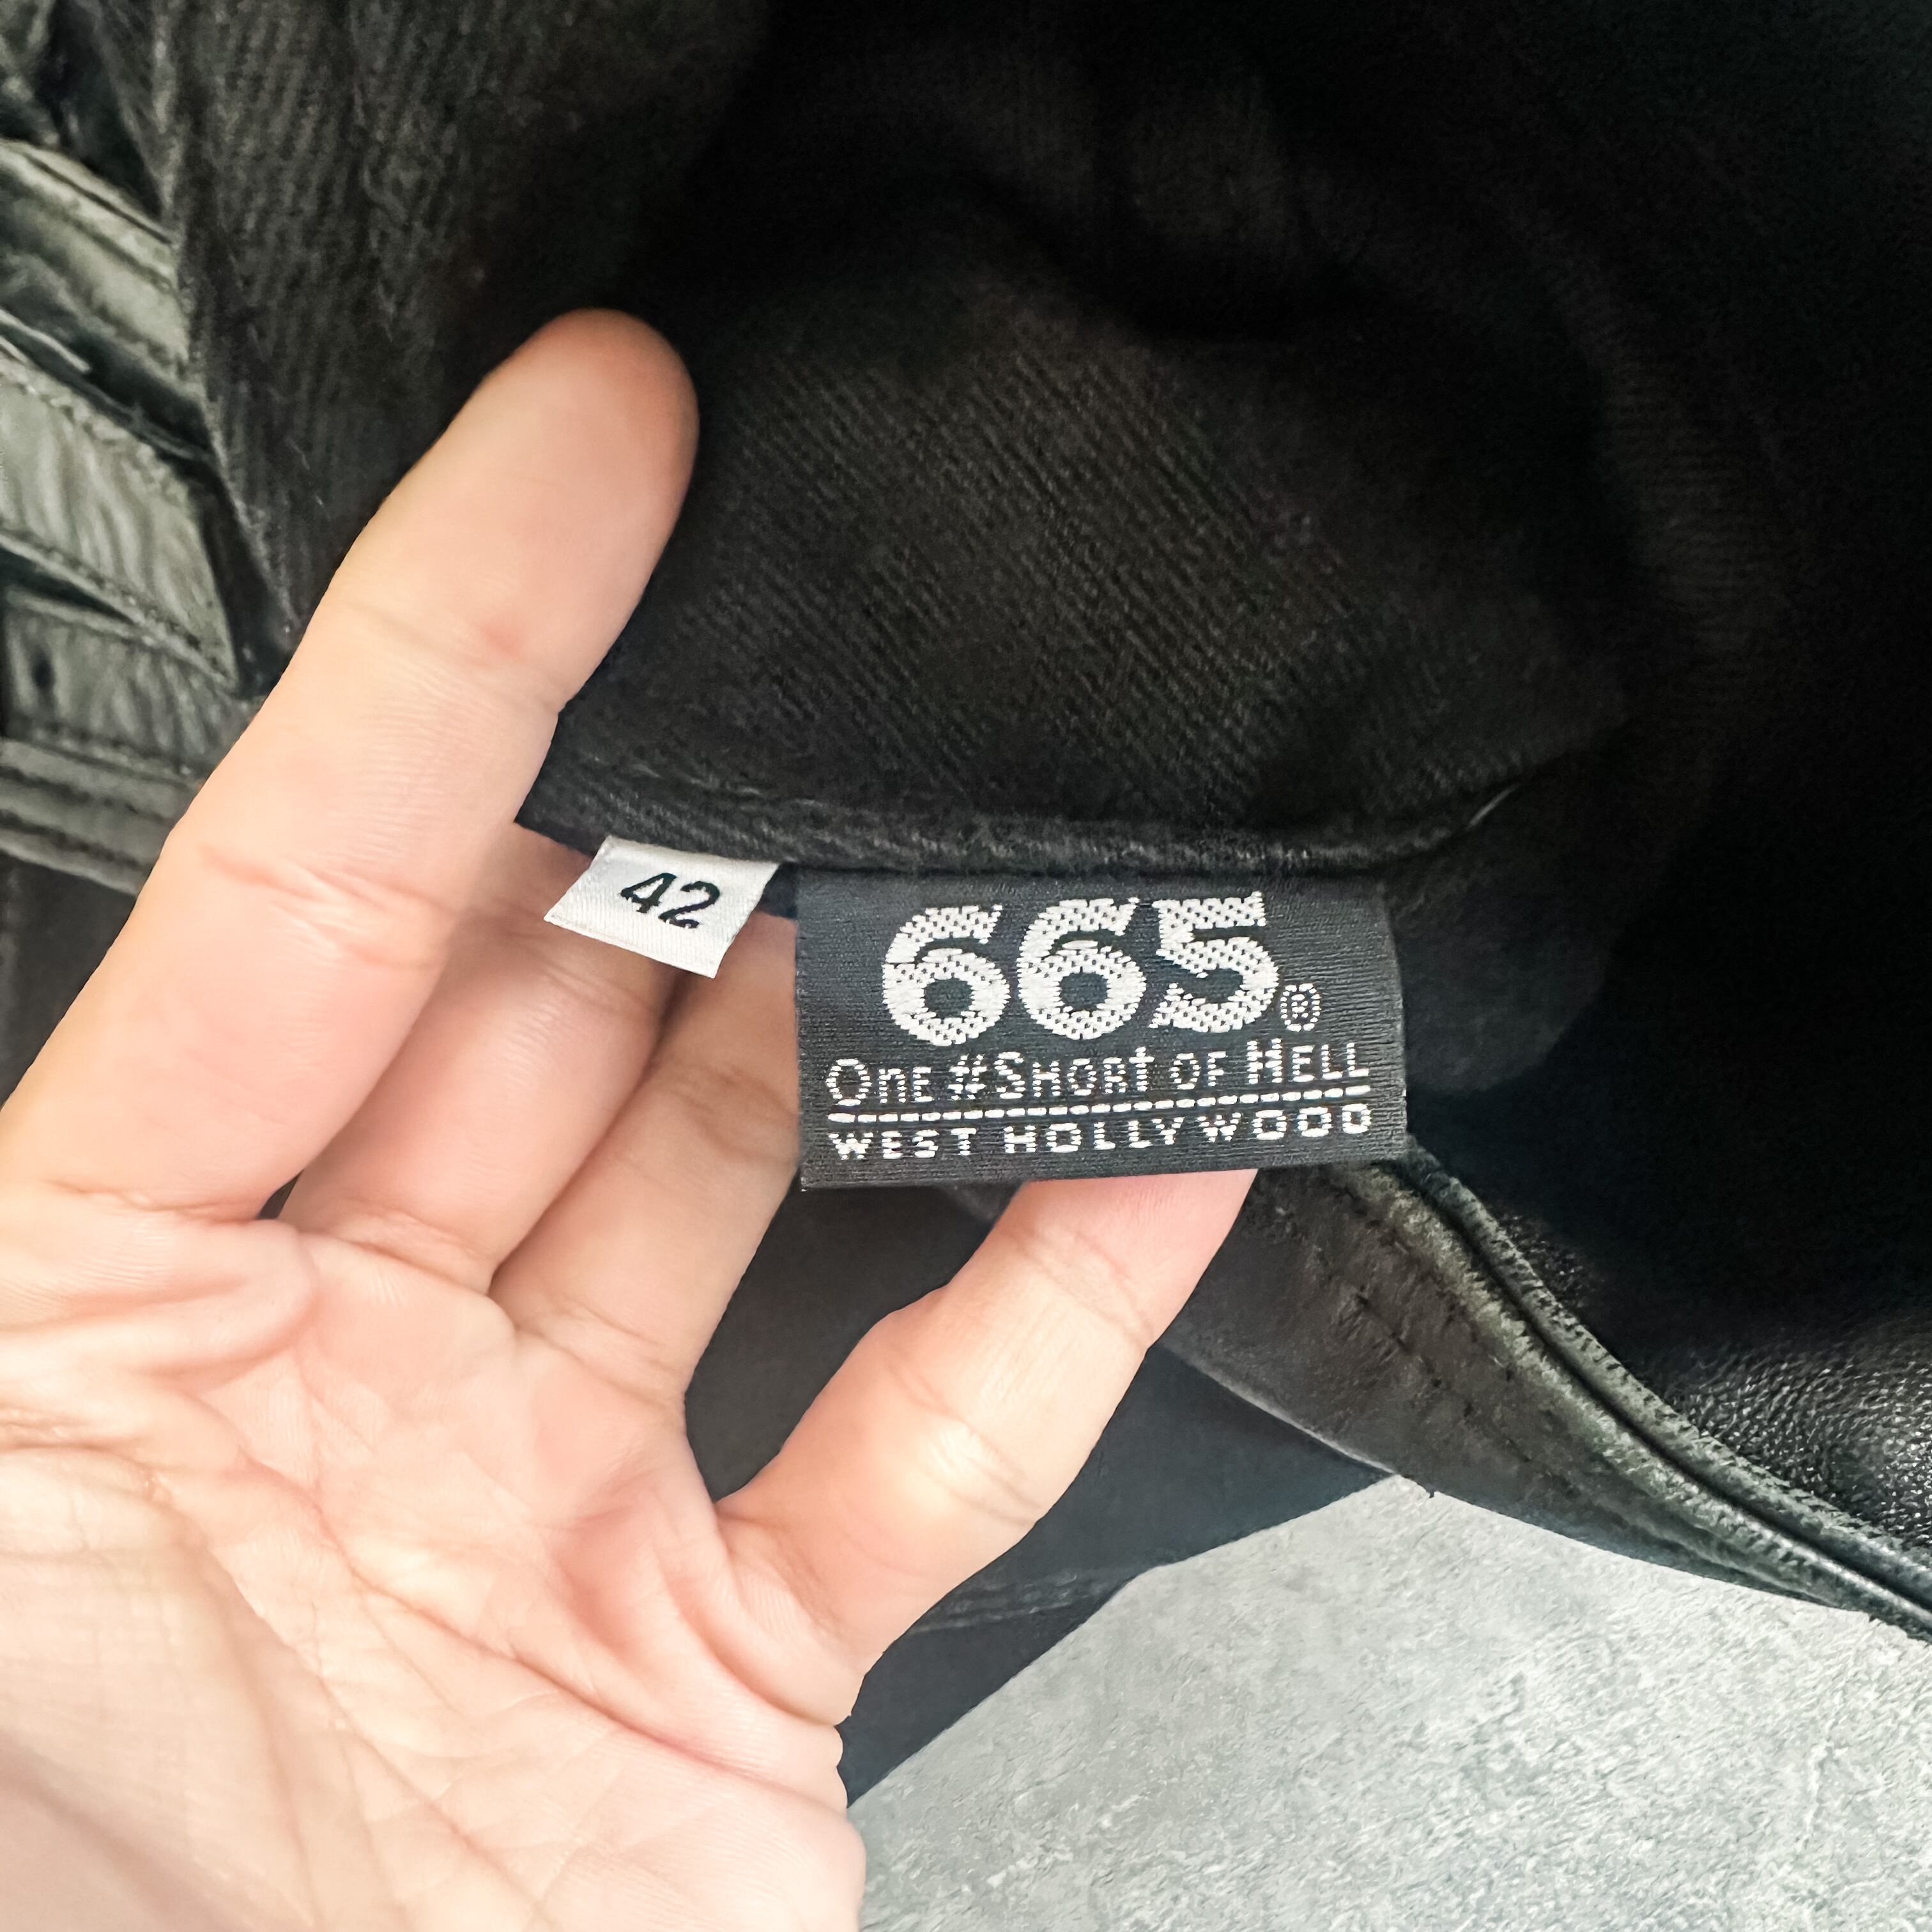 42
665®
ONE #SHORT OF HELL
WEST HOLLYWOOD